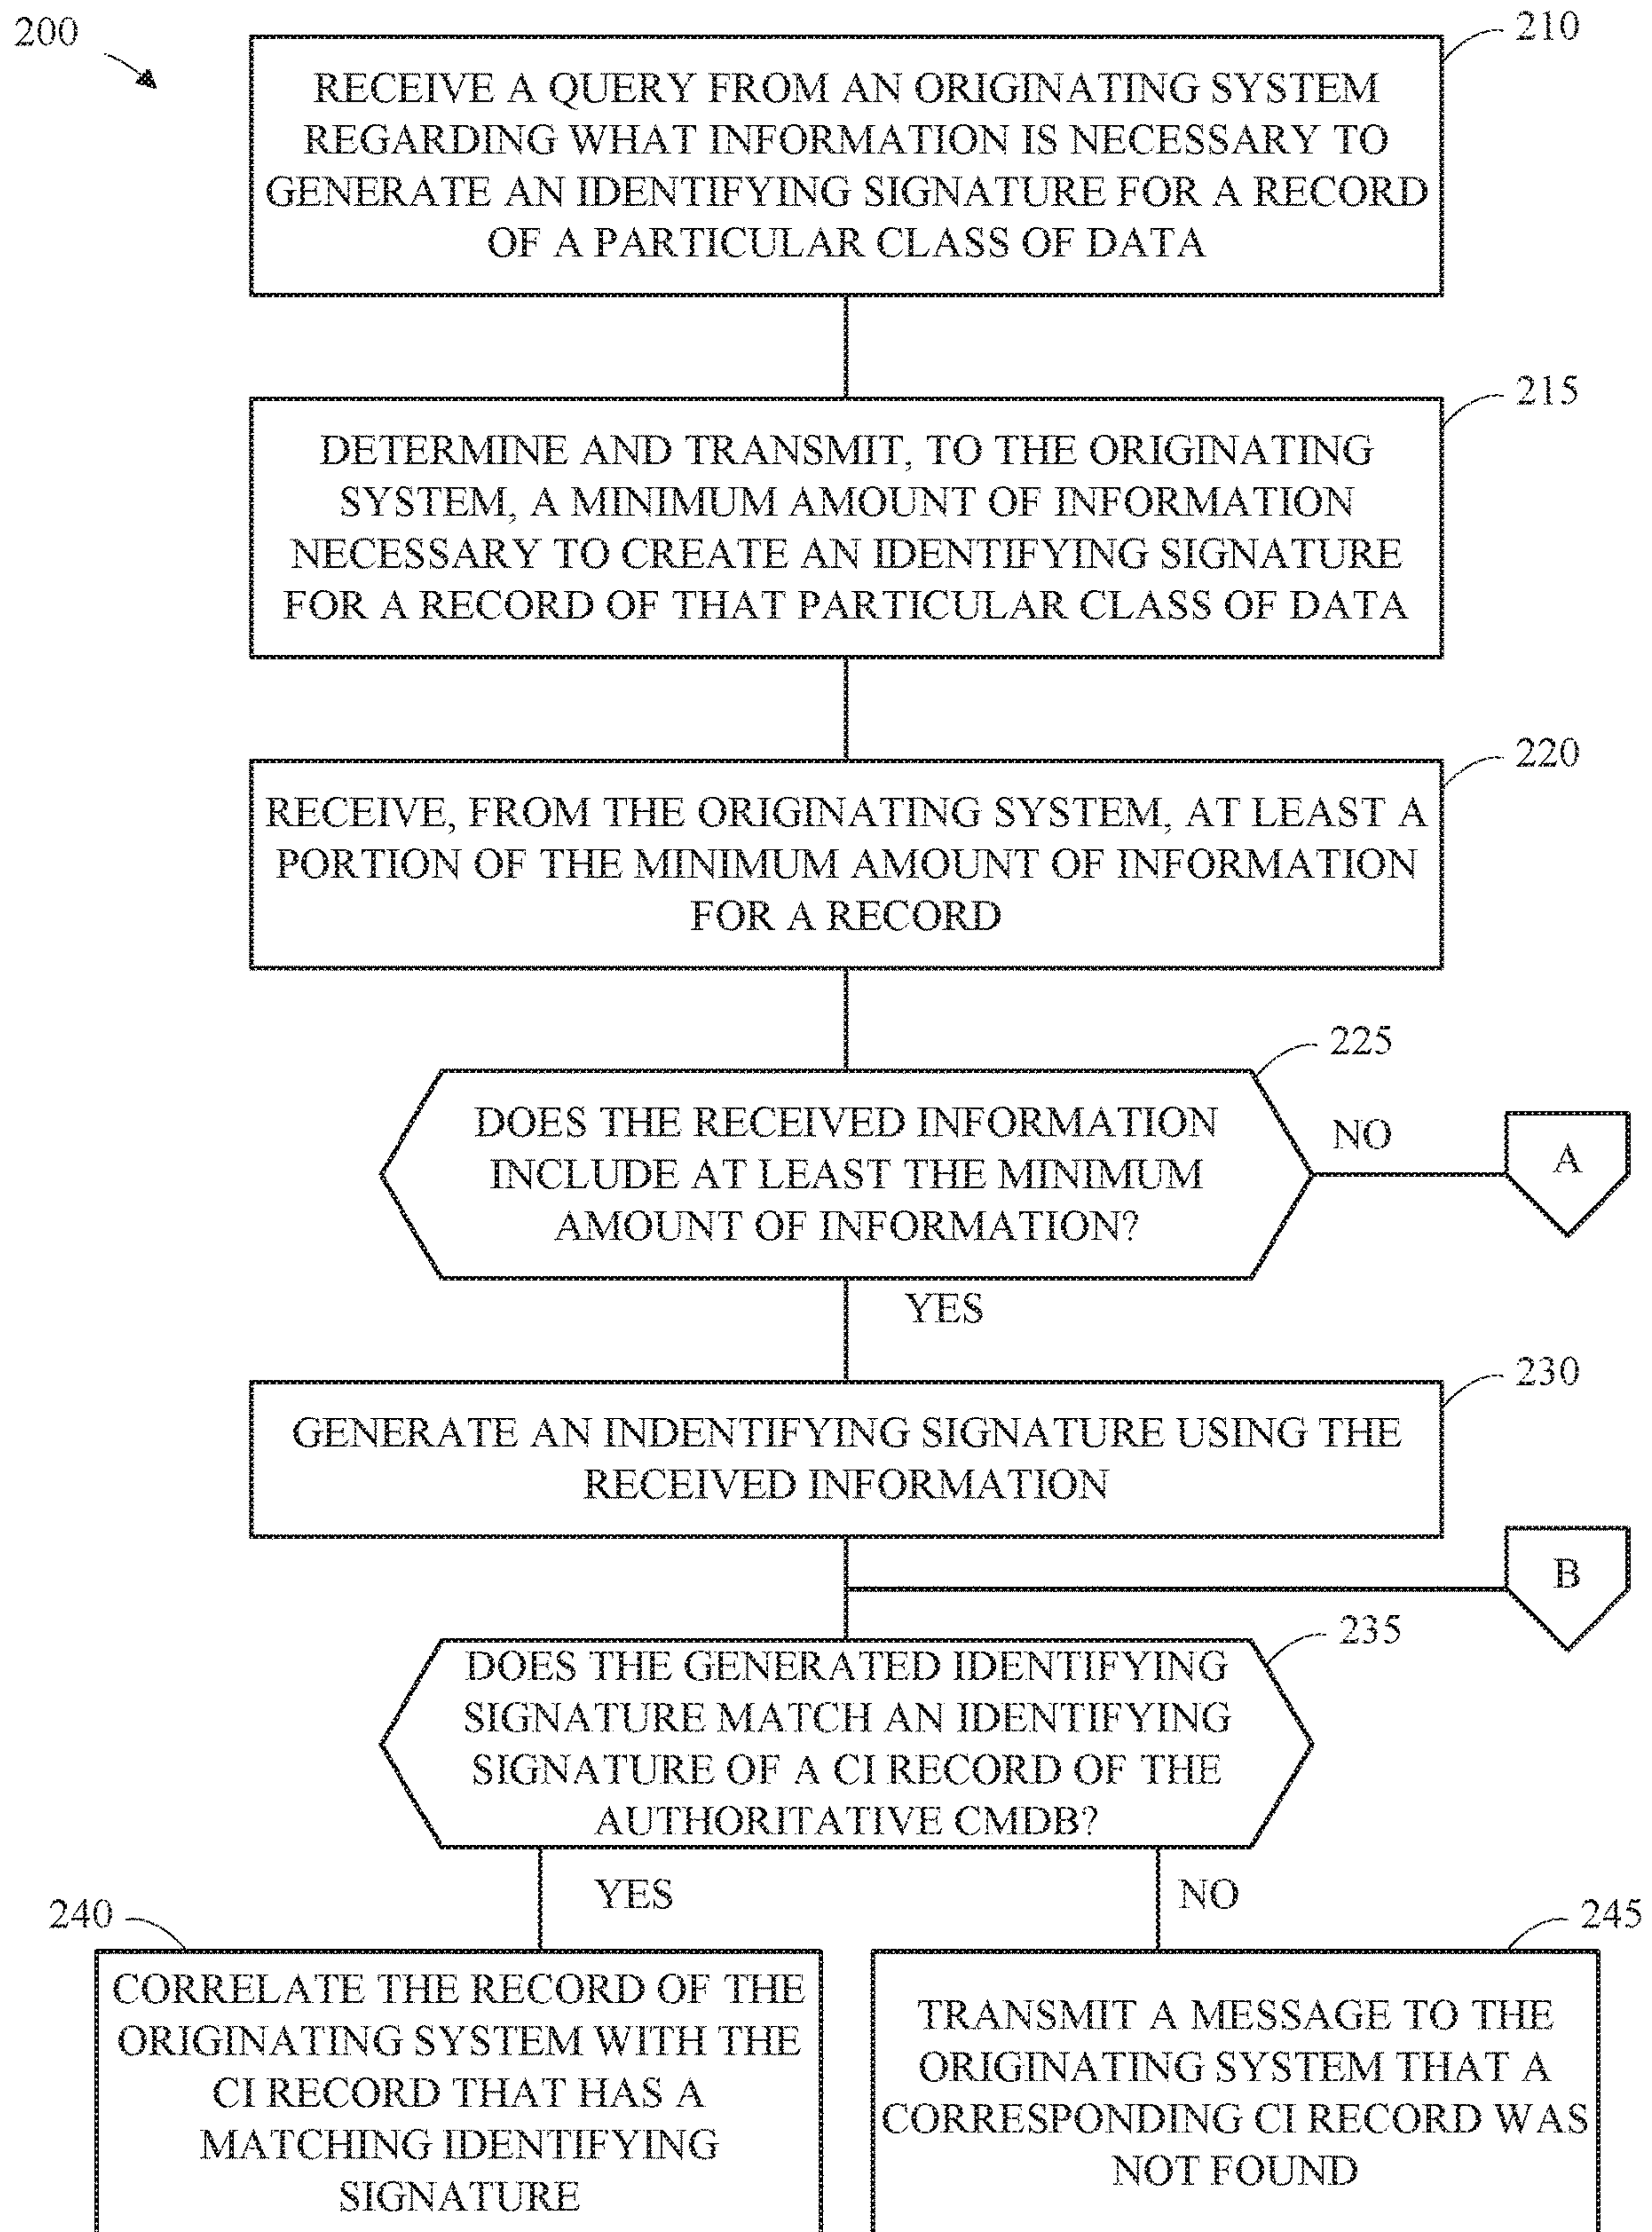 200
210
RECEIVE A QUERY FROM AN ORIGINATING SYSTEM
REGARDING WHAT INFORMATION IS NECESSARY TO
GENERATE AN IDENTIFYING SIGNATURE FOR A RECORD
OF A PARTICULAR CLASS OF DATA
215
DETERMINE AND TRANSMIT, TO THE ORIGINATING
SYSTEM, A MINIMUM AMOUNT OF INFORMATION
NECESSARY TO CREATE AN IDENTIFYING SIGNATURE
FOR A RECORD OF THAT PARTICULAR CLASS OF DATA
220
RECEIVE, FROM THE ORIGINATING SYSTEM, AT LEAST A
PORTION OF THE MINIMUM AMOUNT OF INFORMATION
FOR A RECORD
225
DOES THE RECEIVED INFORMATION
INCLUDE AT LEAST THE MINIMUM
AMOUNT OF INFORMATION?
NO
A
YES
230
GENERATE AN INDENTIFYING SIGNATURE USING THE
RECEIVED INFORMATION
B
235
DOES THE GENERATED IDENTIFYING
SIGNATURE MATCH AN IDENTIFYING
SIGNATURE OF A CI RECORD OF THE
AUTHORITATIVE CMDB?
YES
NO
240
CORRELATE THE RECORD OF THE
ORIGINATING SYSTEM WITH THE
CI RECORD THAT HAS A
MATCHING IDENTIFYING
SIGNATURE
245
TRANSMIT A MESSAGE TO THE
ORIGINATING SYSTEM THAT A
CORRESPONDING CI RECORD WAS
NOT FOUND